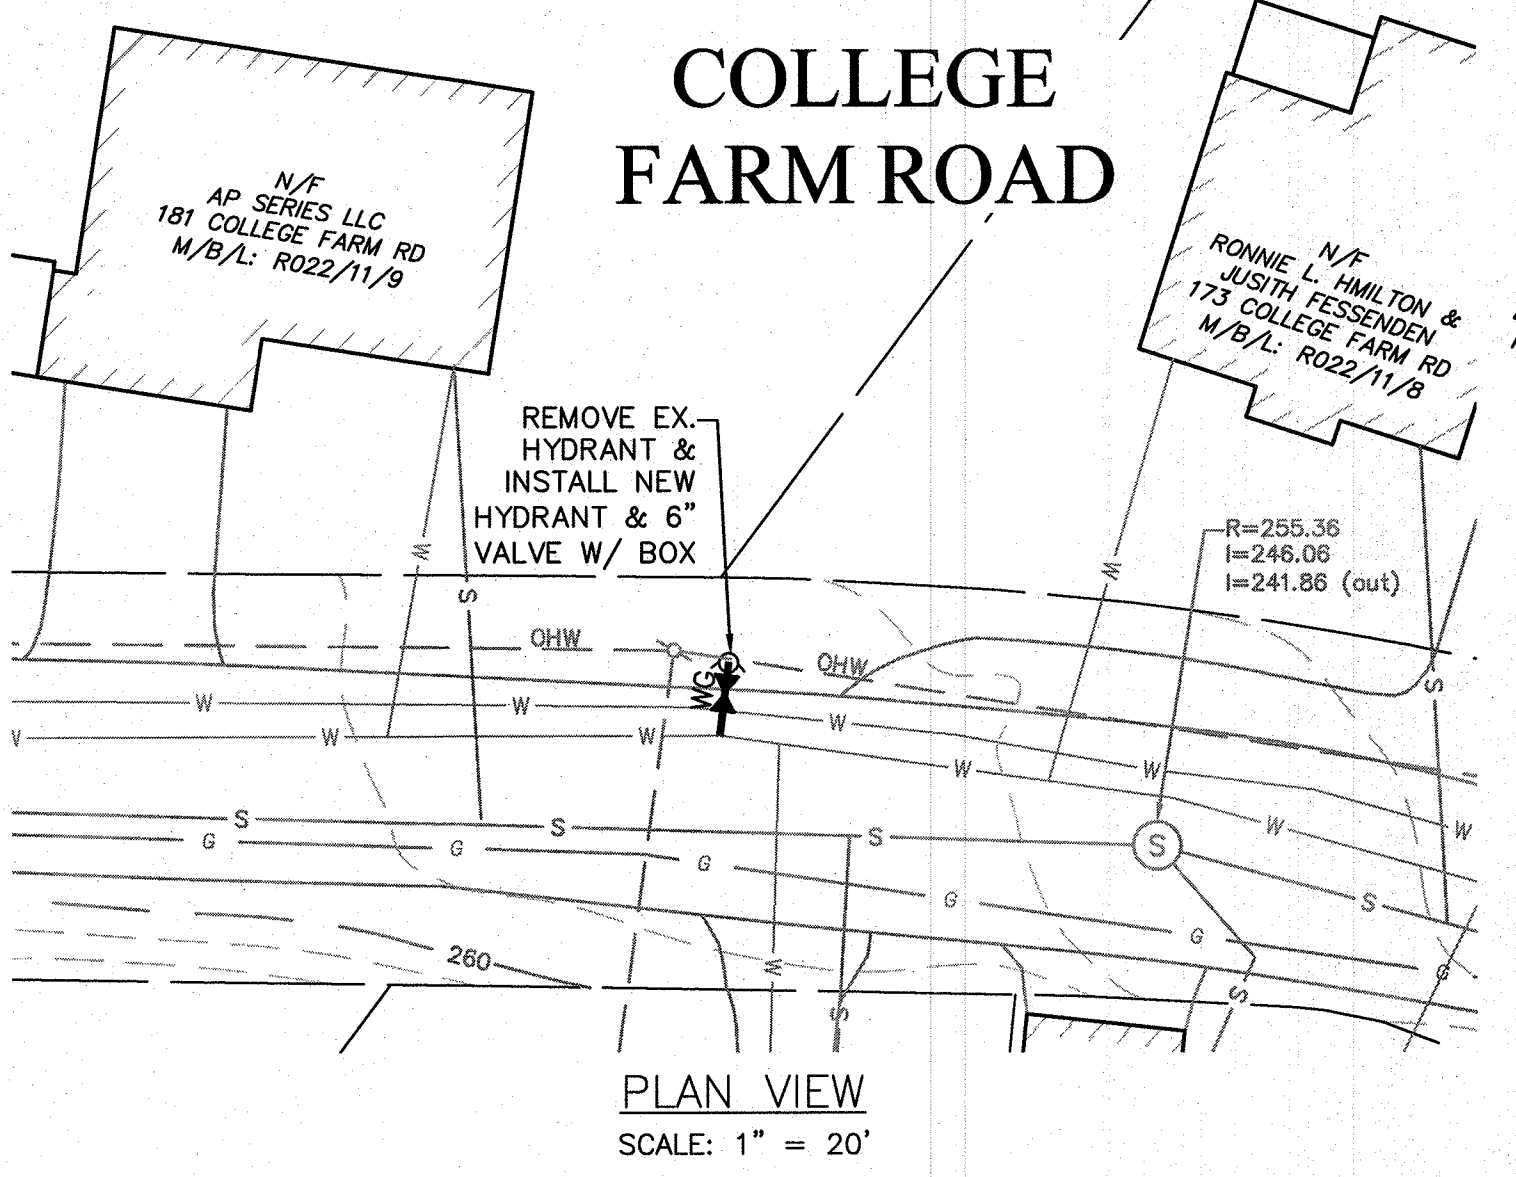 COLLEGE
FARM ROAD
N/F
AP SERIES LLC
181 COLLEGE FARM RD
M/B/L: R022/11/9
N/F
RONNIE L. HMILTON &
JUSITH FESSENDEN
173 COLLEGE FARM RD
M/B/L: R022/11/8
REMOVE EX.
HYDRANT &
INSTALL NEW
HYDRANT & 6"
VALVE W/ BOX
R=255.36
I=246.06
I=241.86 (out)
W
S
W
OHW
OHW
WG
S
W
W
W
W
W
W
W
W
W
W
S
S
S
S
S
G
G
G
G
G
G
260
W
S
S
PLAN VIEW
SCALE: 1" = 20'